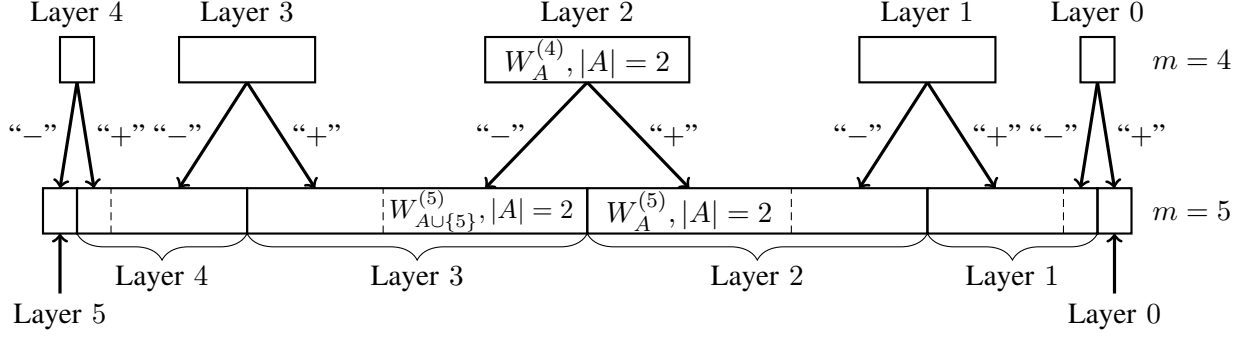 Layer 4 Layer 3 Layer 2 Layer 1 Layer 0
$W_A^{(4)}, |A| = 2$ $m = 4$
“−” “+” “−” “+” “−” “+” “−” “+” “−” “+”
$W_{A\cup\{5\}}^{(5)}, |A| = 2$ $W_A^{(5)}, |A| = 2$ $m = 5$
Layer 4 Layer 3 Layer 2 Layer 1
Layer 5 Layer 0